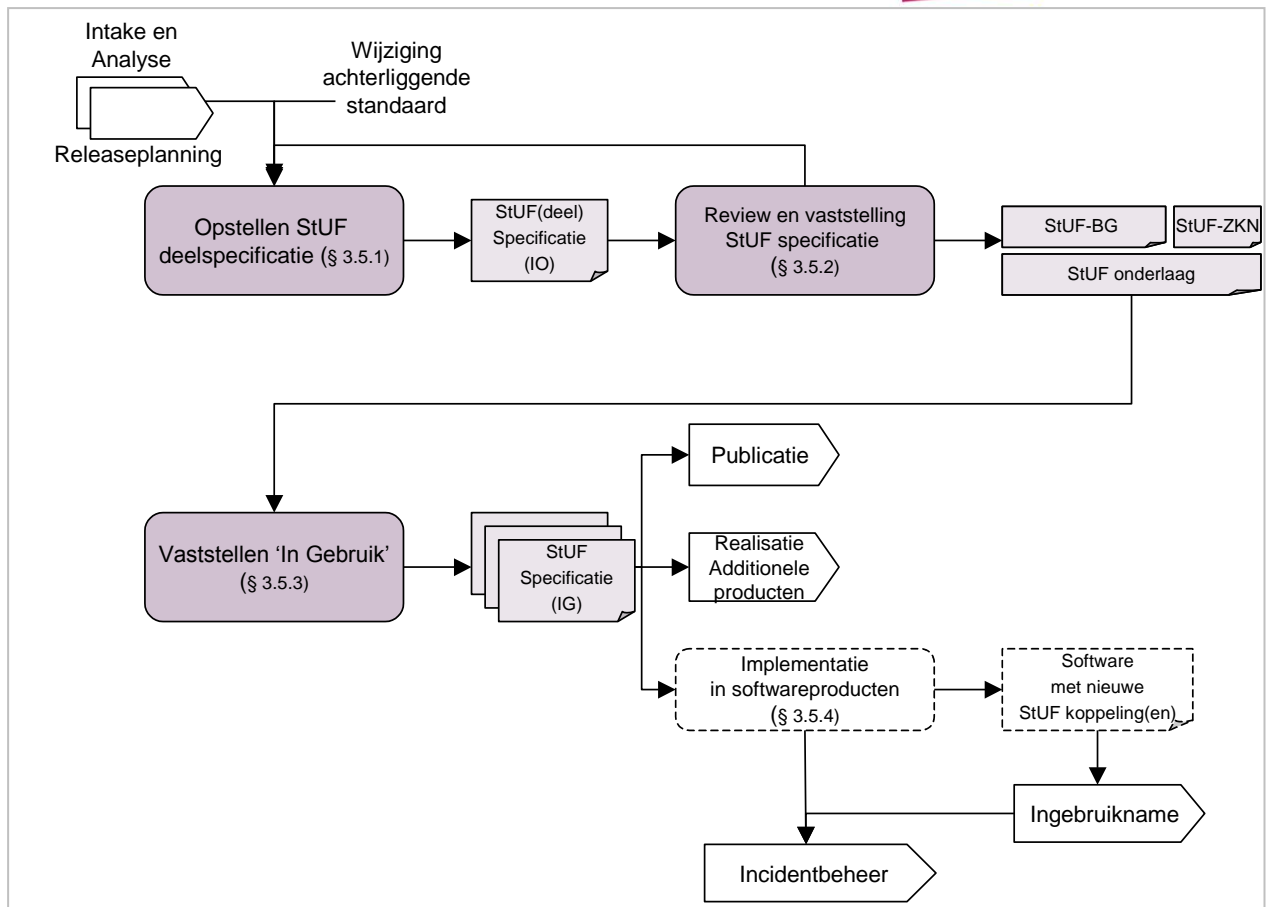 Intake en
Analyse
Wijziging
achterliggende
standaard
Releaseplanning
Opstellen StUF
deelspecificatie (§ 3.5.1)
StUF(deel)
Specificatie
(IO)
Review en vaststelling
StUF specificatie
(§ 3.5.2)
StUF-BG
StUF-ZKN
StUF onderlaag
Vaststellen ‘In Gebruik’
(§ 3.5.3)
StUF
Specificatie
(IG)
Publicatie
Realisatie
Additionele
producten
Implementatie
in softwareproducten
(§ 3.5.4)
Software
met nieuwe
StUF koppeling(en)
Ingebruikname
Incidentbeheer